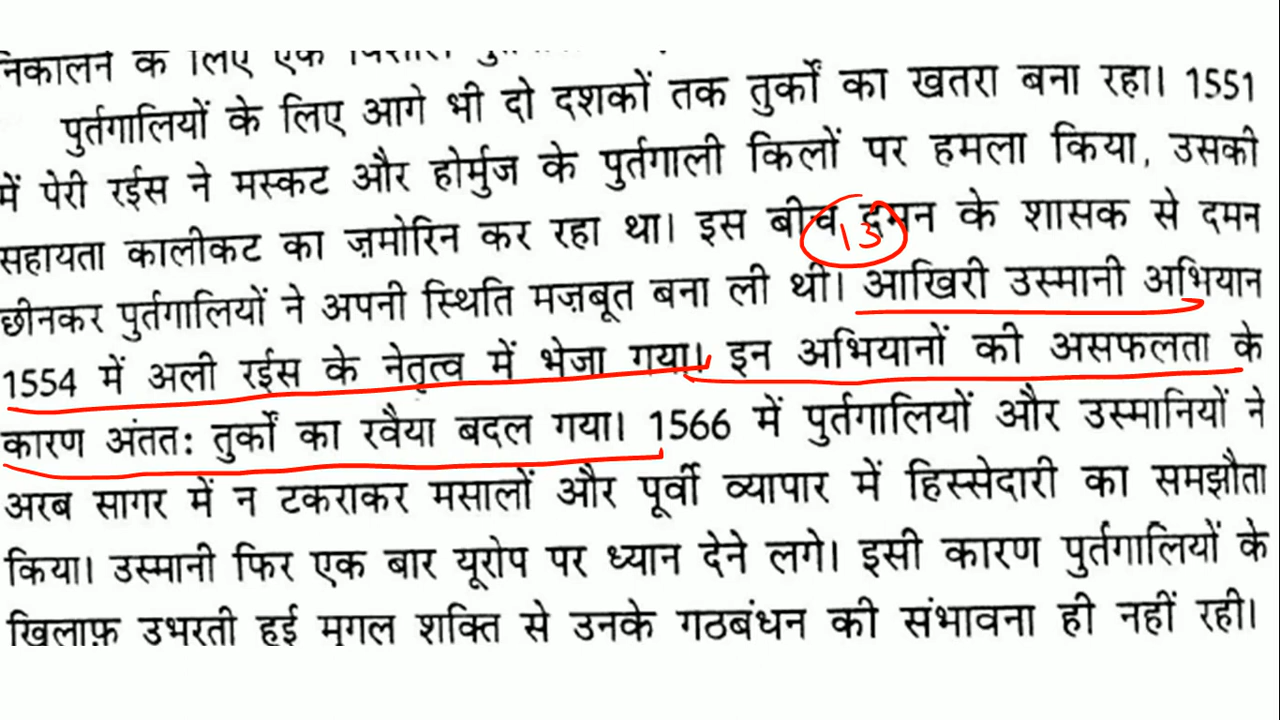 निकालने के लिए एक
पुर्तगालियों के लिए आगे भी दो दशकों तक तुर्कों का खतरा बना रहा। 1551
में पेरी रईस ने मस्कट और होर्मुज के पुर्तगाली किलों पर हमला किया, उसकी
सहायता कालीकट का ज़मोरिन कर रहा था। इस बीच दमन के शासक से दमन
13
छीनकर पुर्तगालियों ने अपनी स्थिति मज़बूत बना ली थी। आखिरी उस्मानी अभियान
1554 में अली रईस के नेतृत्व में भेजा गया। इन अभियानों की असफलता के
कारण अंततः तुर्कों का रवैया बदल गया। 1566 में पुर्तगालियों और उस्मानियों ने
अरब सागर में न टकराकर मसालों और पूर्वी व्यापार में हिस्सेदारी का समझौता
किया। उस्मानी फिर एक बार यूरोप पर ध्यान देने लगे। इसी कारण पुर्तगालियों के
खिलाफ़ उभरती हुई मुगल शक्ति से उनके गठबंधन की संभावना ही नहीं रही।